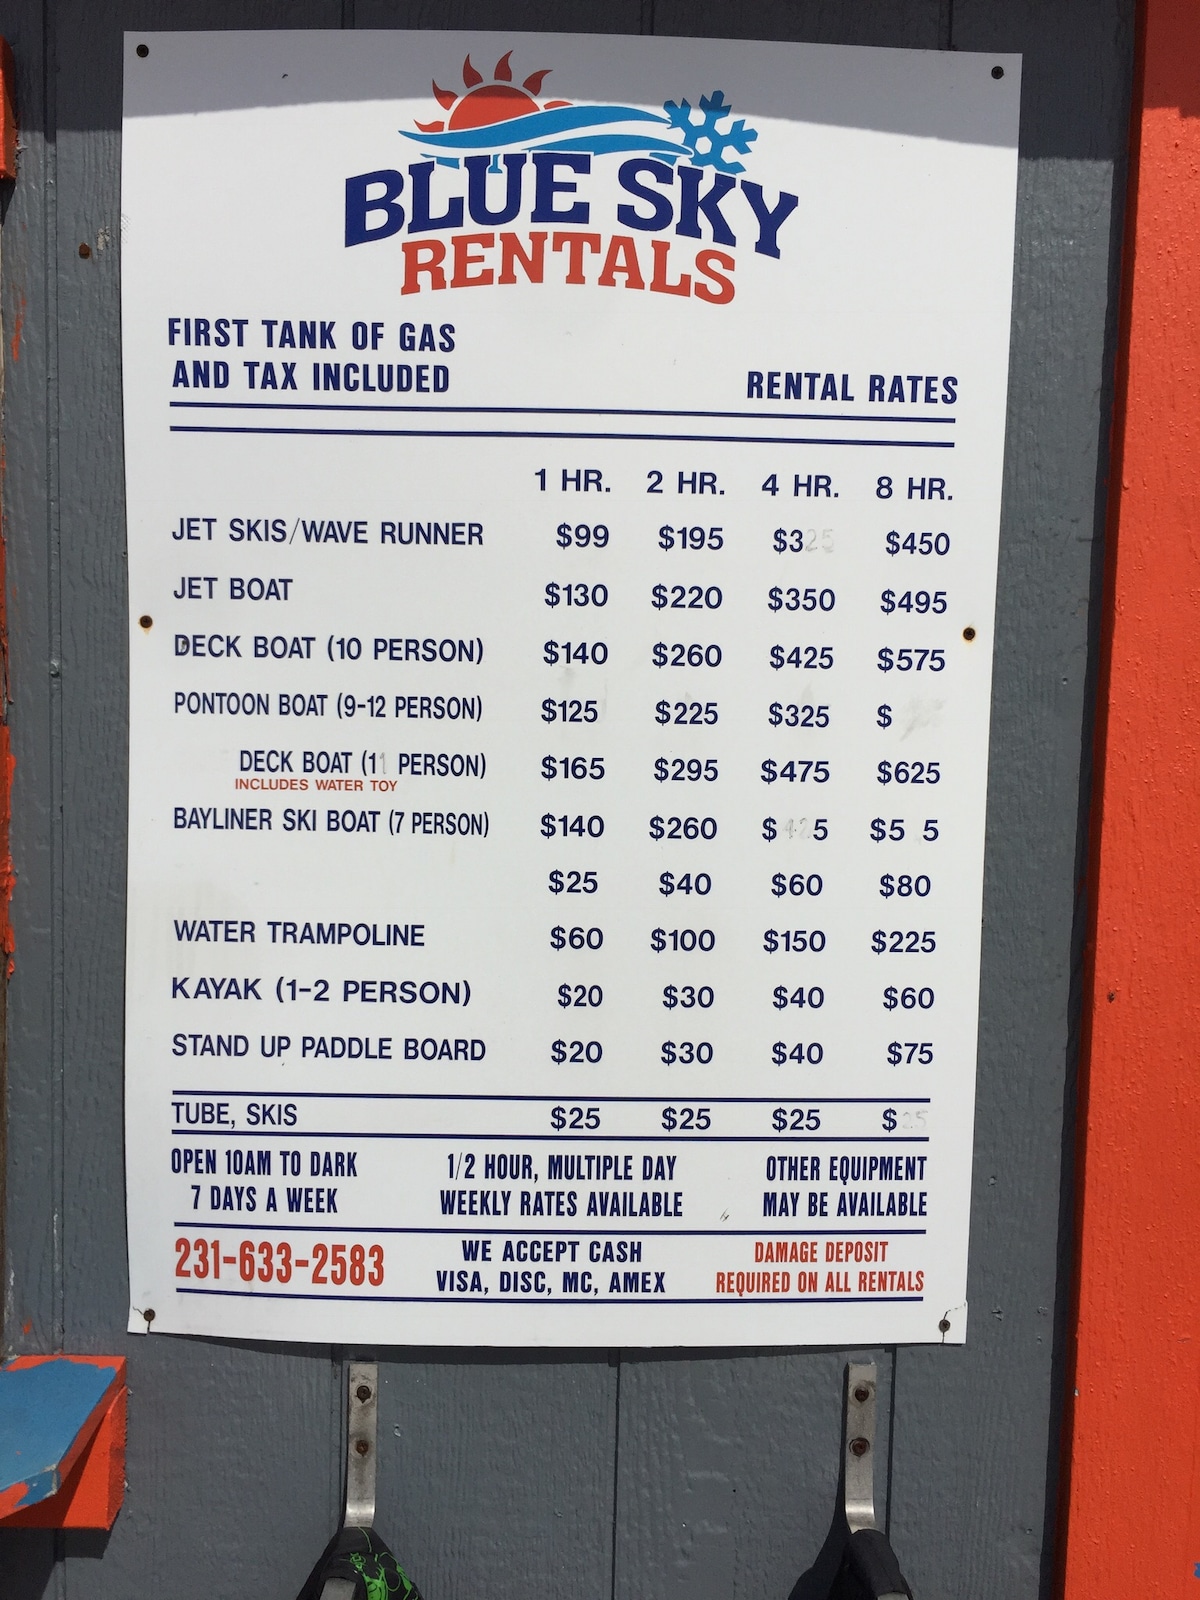 BLUE SKY
RENTALS
FIRST TANK OF GAS
AND TAX INCLUDED
RENTAL RATES
1 HR. 2 HR. 4 HR. 8 HR.
JET SKIS/WAVE RUNNER $99 $195 $325 $450
JET BOAT $130 $220 $350 $495
DECK BOAT (10 PERSON) $140 $260 $425 $575
PONTOON BOAT (9-12 PERSON) $125 $225 $325 $
DECK BOAT (11 PERSON) $165 $295 $475 $625
INCLUDES WATER TOY
BAYLINER SKI BOAT (7 PERSON) $140 $260 $425 $5 5
$25 $40 $60 $80
WATER TRAMPOLINE $60 $100 $150 $225
KAYAK (1-2 PERSON) $20 $30 $40 $60
STAND UP PADDLE BOARD $20 $30 $40 $75
TUBE, SKIS $25 $25 $25 $25
OPEN 10AM TO DARK
7 DAYS A WEEK
1/2 HOUR, MULTIPLE DAY
WEEKLY RATES AVAILABLE
OTHER EQUIPMENT
MAY BE AVAILABLE
231-633-2583
WE ACCEPT CASH
VISA, DISC, MC, AMEX
DAMAGE DEPOSIT
REQUIRED ON ALL RENTALS